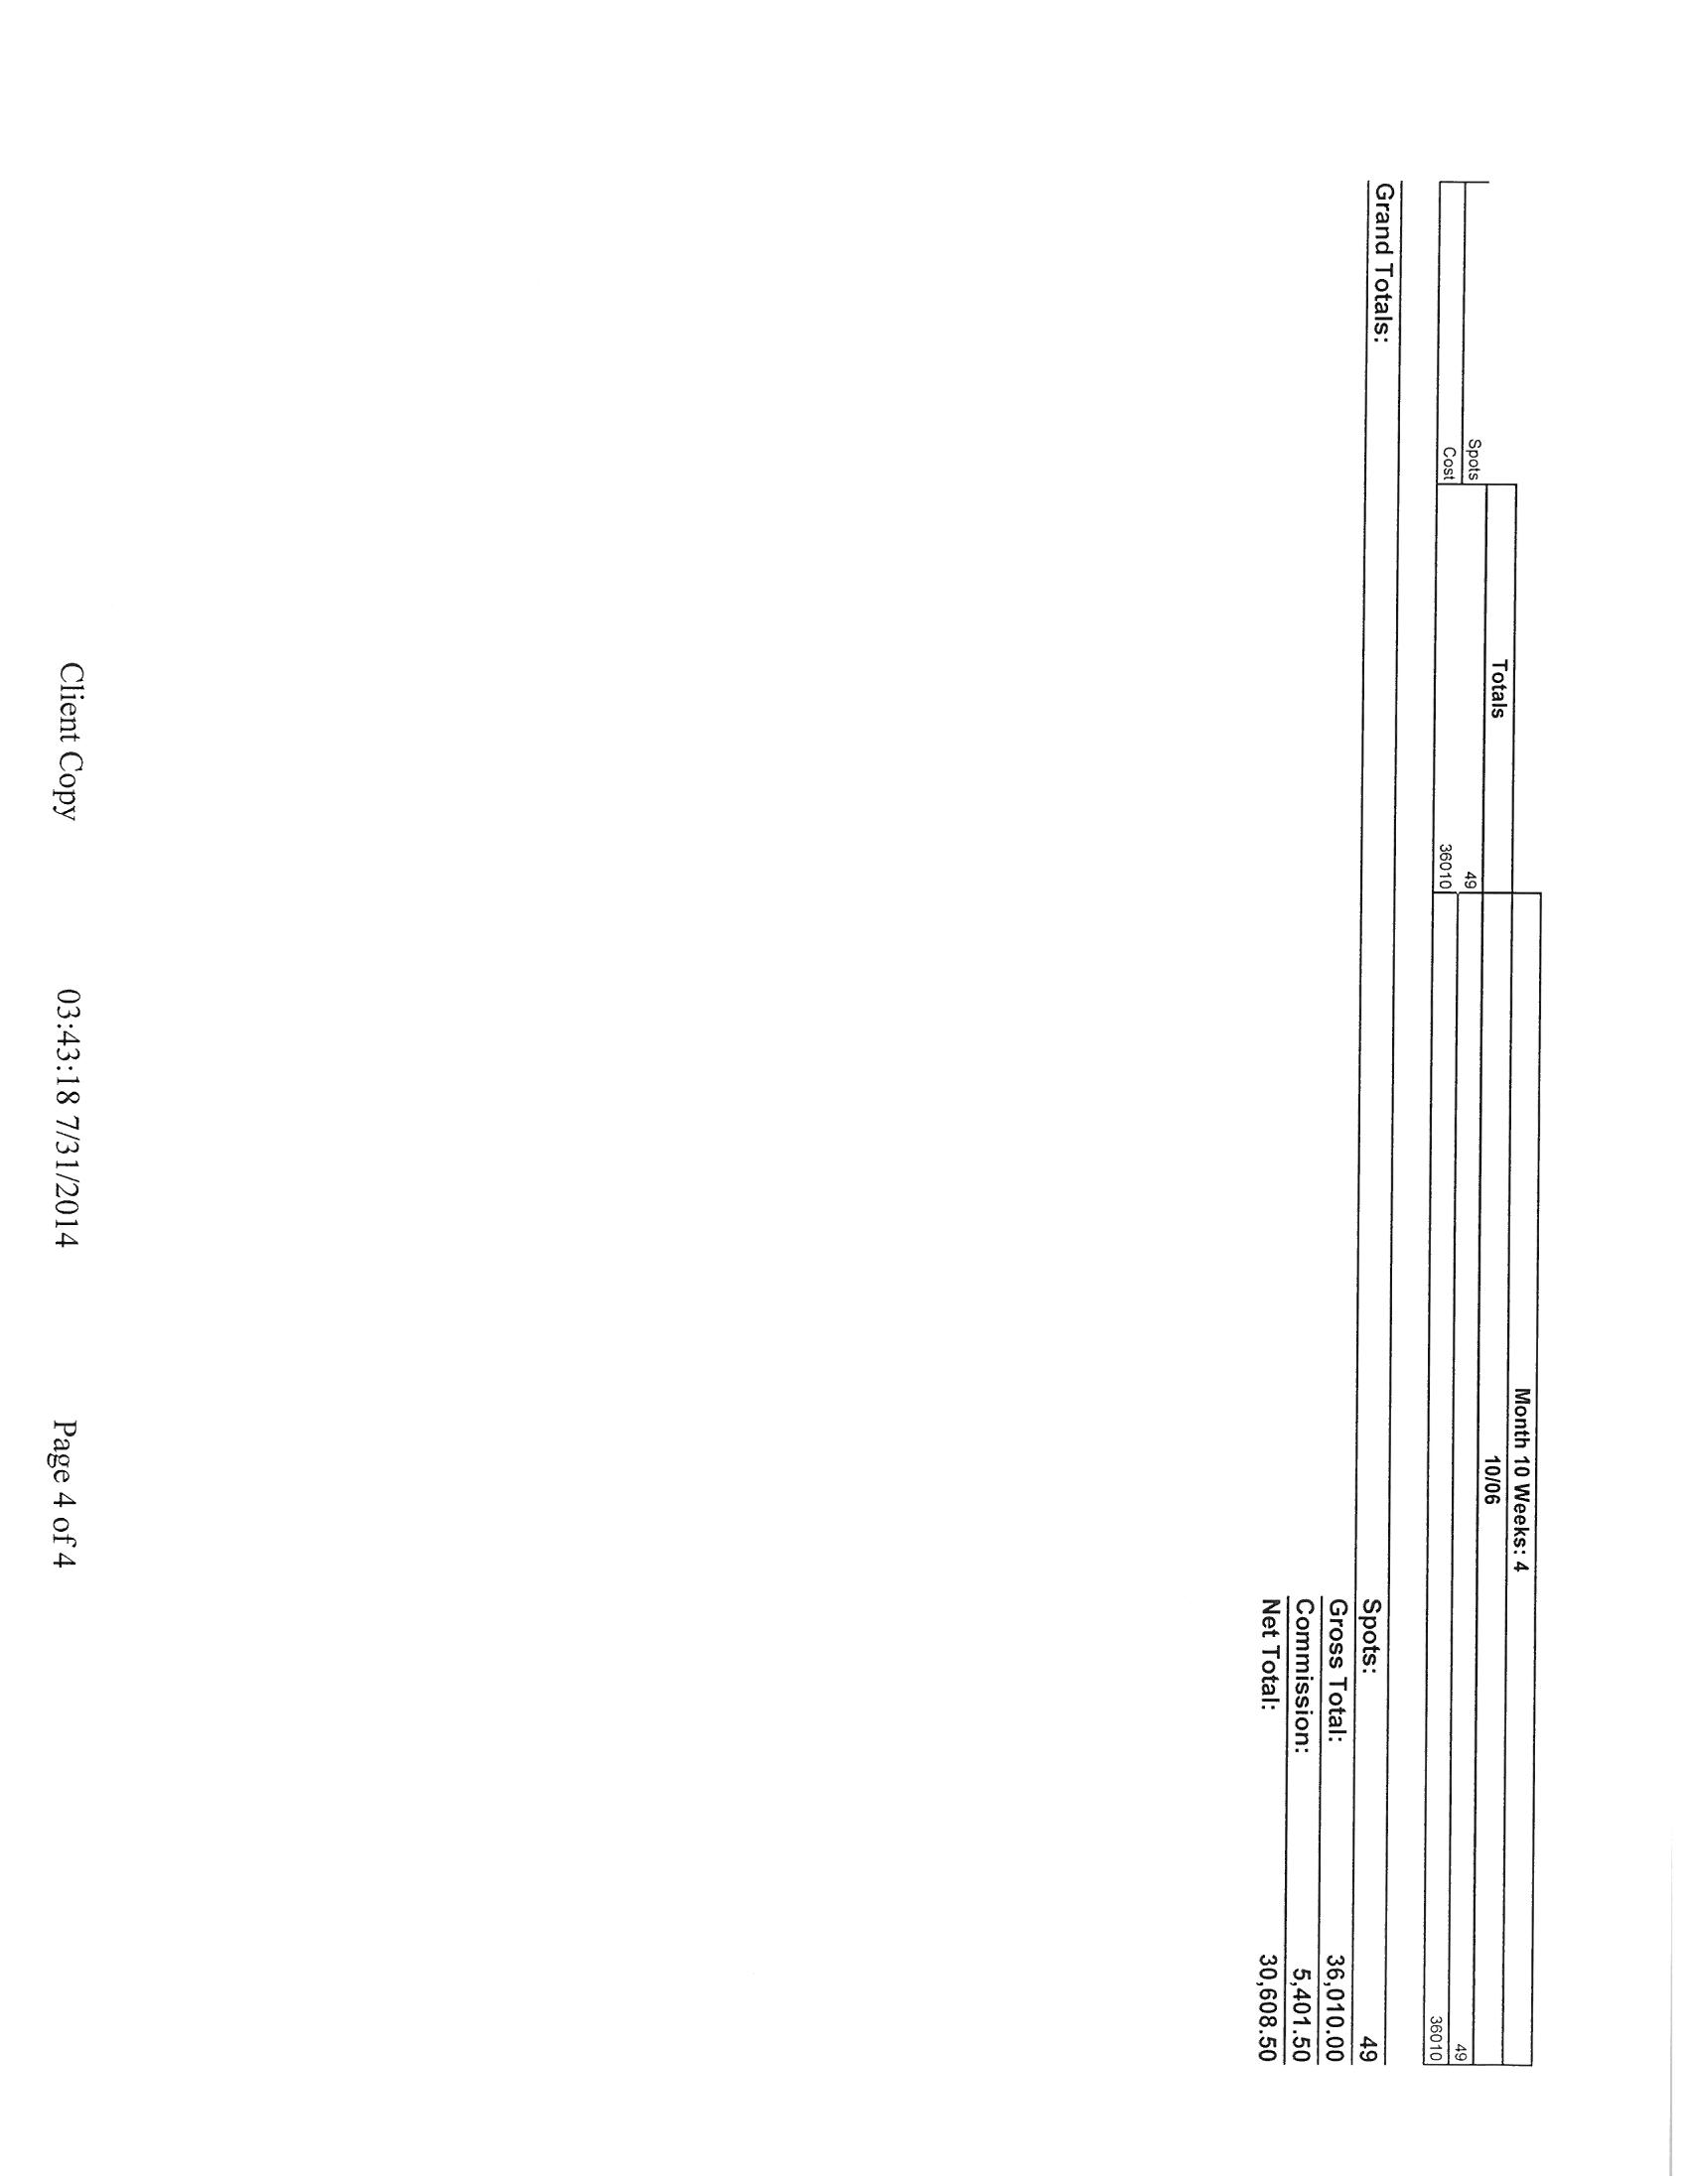 Month 10 Weeks: 4
Totals 10/06
Spots 49 49
Cost 36010 36010
Grand Totals: Spots: 49
Gross Total: 36,010.00
Commission: 5,401.50
Net Total: 30,608.50
Client Copy 03:43:18 7/31/2014 Page 4 of 4